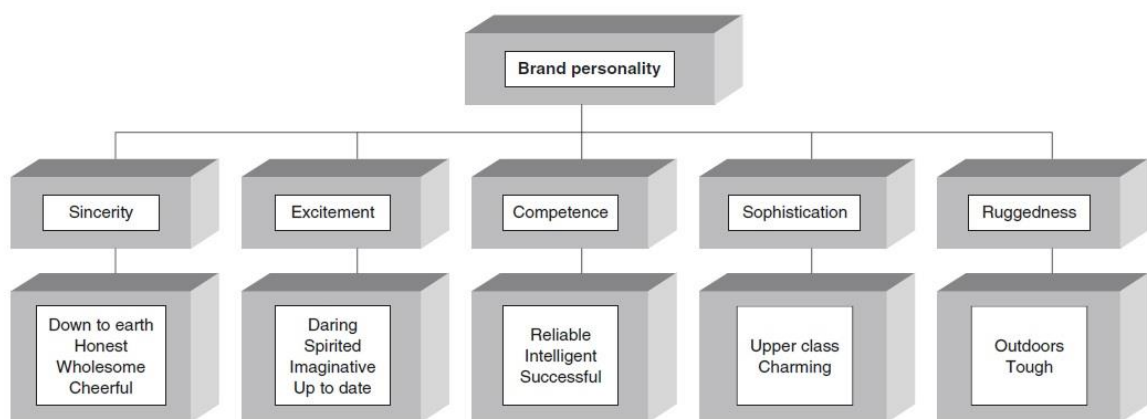 Brand personality
Sincerity
Excitement
Competence
Sophistication
Ruggedness
Down to earth
Honest
Wholesome
Cheerful
Daring
Spirited
Imaginative
Up to date
Reliable
Intelligent
Successful
Upper class
Charming
Outdoors
Tough